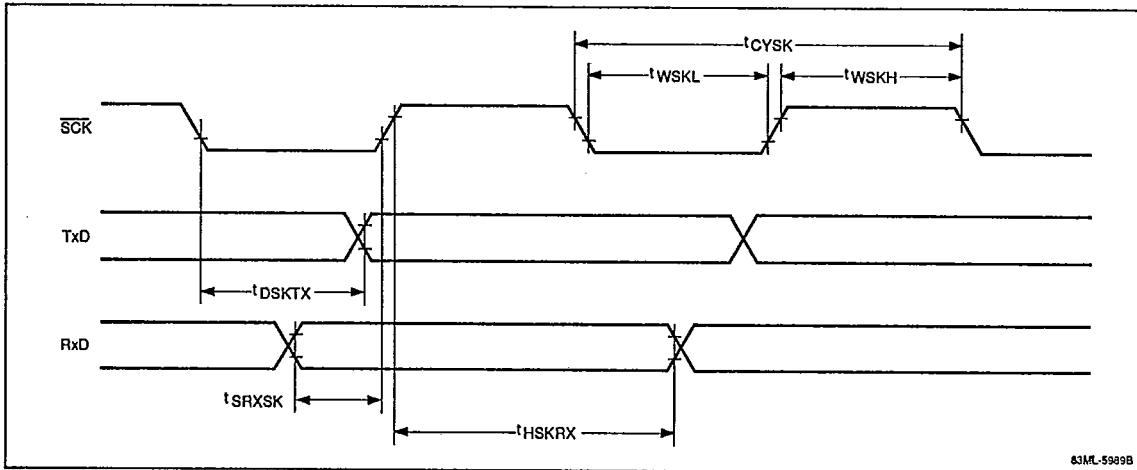 tCYSK
tWSKL
tWSKH
SCK
TxD
tDSKTX
RxD
tSRXSK
tHSKRX
83ML-5989B